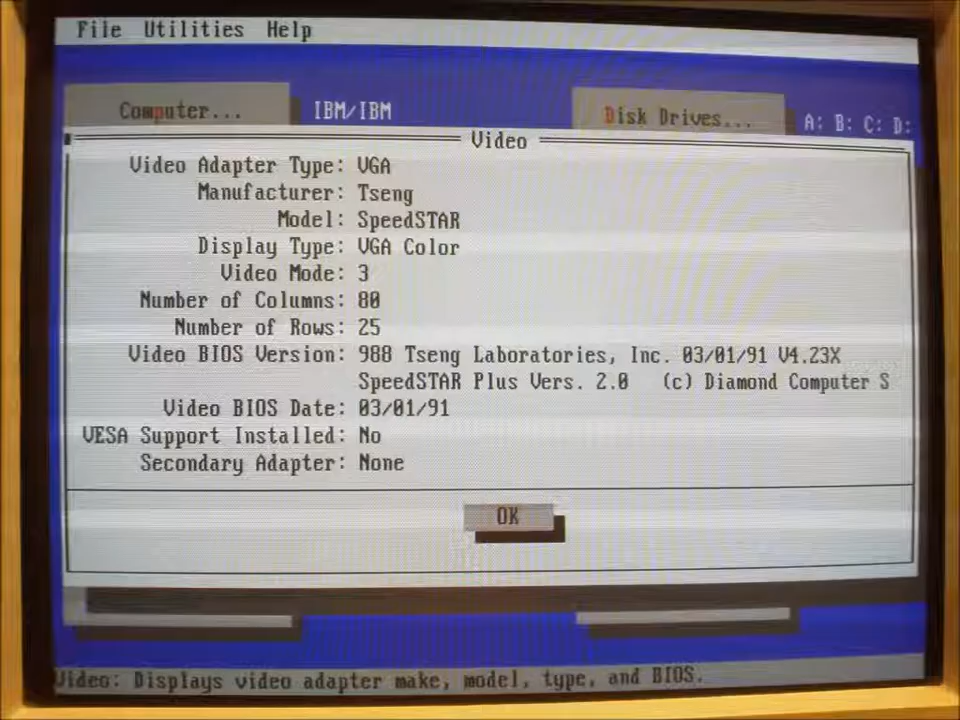 File Utilities Help
Computer... IBM/IBM Disk Drives... A: B: C: D:
Video
Video Adapter Type: VGA
Manufacturer: Tseng
Model: SpeedSTAR
Display Type: VGA Color
Video Mode: 3
Number of Columns: 80
Number of Rows: 25
Video BIOS Version: 988 Tseng Laboratories, Inc. 03/01/91 V4.23X
SpeedSTAR Plus Vers. 2.0 (c) Diamond Computer S
Video BIOS Date: 03/01/91
VESA Support Installed: No
Secondary Adapter: None
OK
Video: Displays video adapter make, model, type, and BIOS.